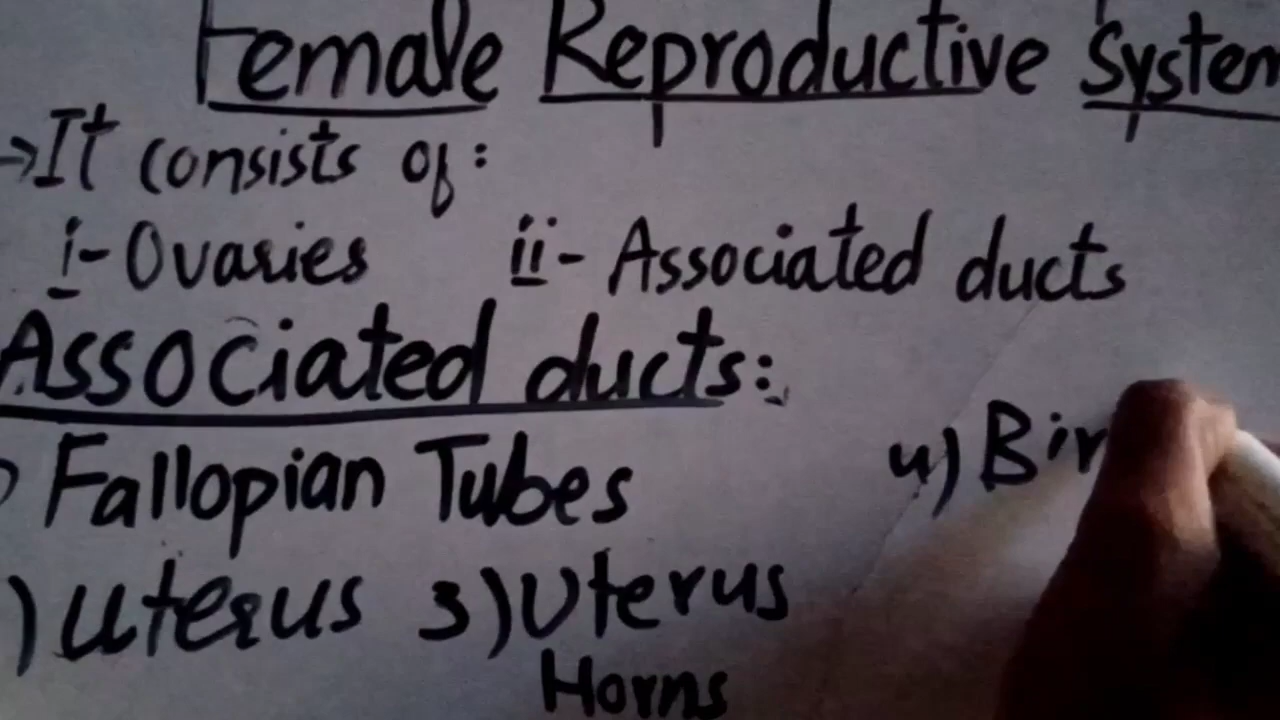 Female Reproductive System
→It consists of:
i- Ovaries ii- Associated ducts
Associated ducts:
) Fallopian Tubes 4) Bir
) Uterus 3) Uterus
Horns